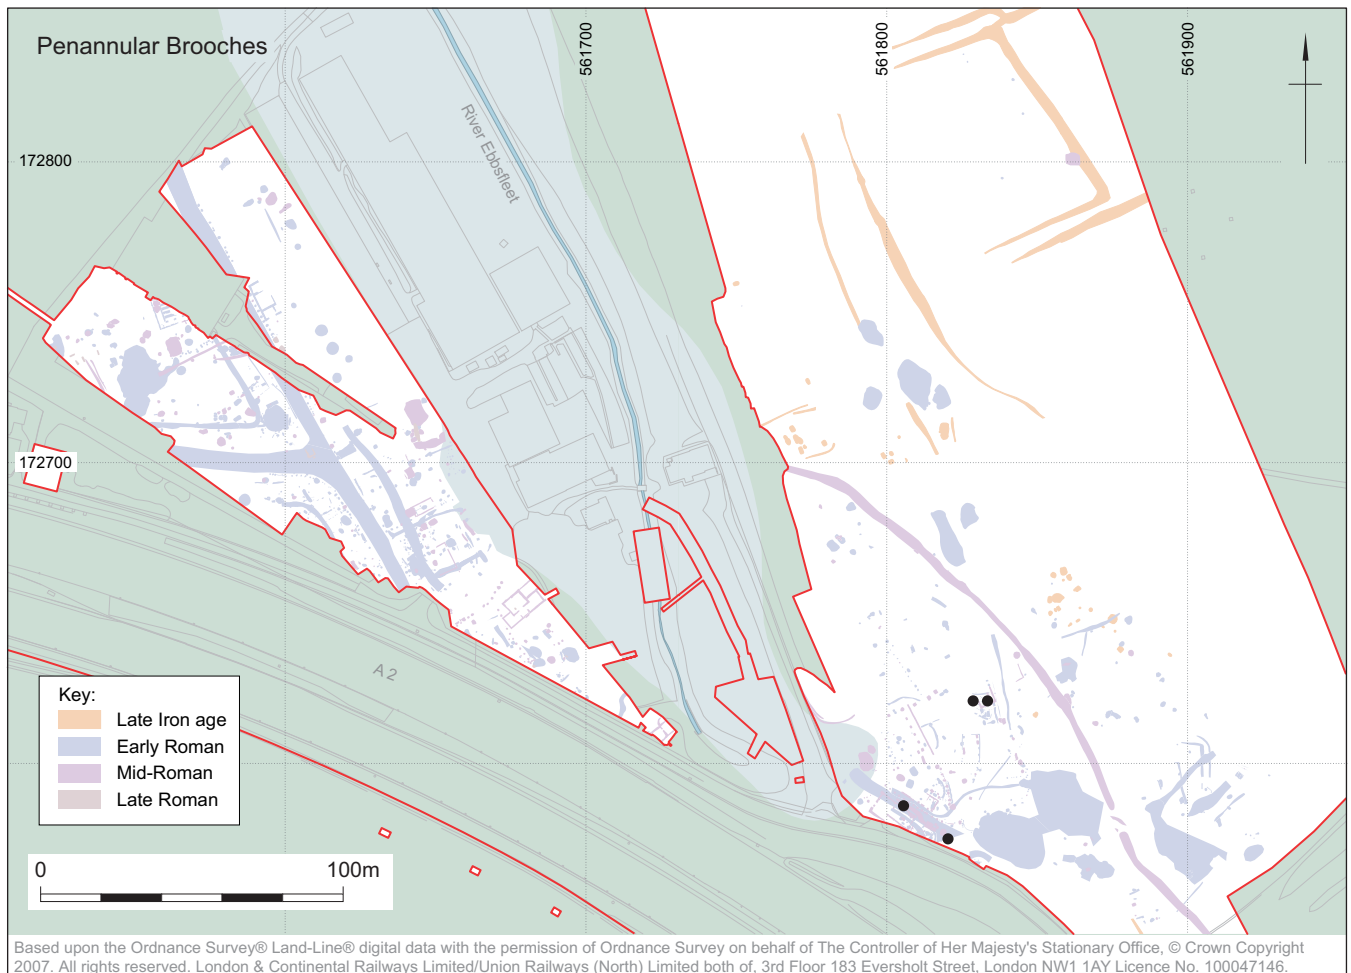 Penannular Brooches
561700
561800
561900
River Ebbsfleet
172800
172700
A 2
Key:
Late Iron age
Early Roman
Mid-Roman
Late Roman
0 100m
Based upon the Ordnance Survey® Land-Line® digital data with the permission of Ordnance Survey on behalf of The Controller of Her Majesty's Stationary Office, © Crown Copyright
2007. All rights reserved. London & Continental Railways Limited/Union Railways (North) Limited both of, 3rd Floor 183 Eversholt Street, London NW1 1AY Licence No. 100047146.